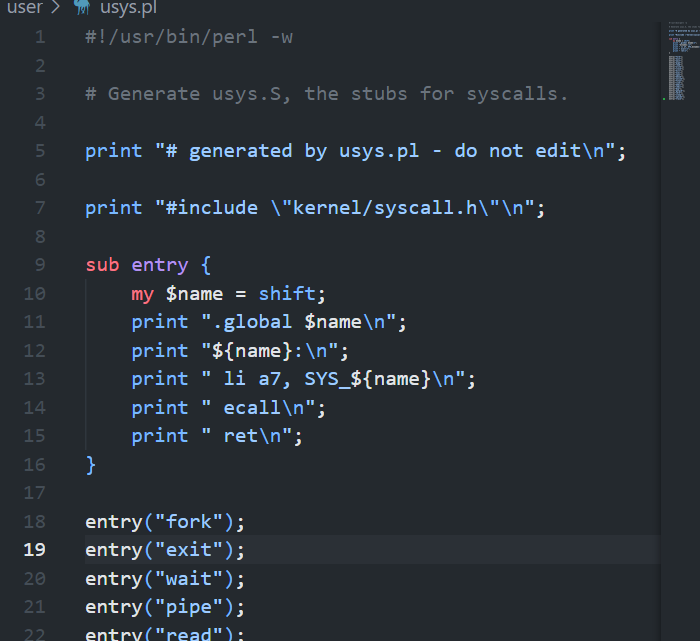 user > usys.pl
1 #!/usr/bin/perl -w
2
3 # Generate usys.S, the stubs for syscalls.
4
5 print "# generated by usys.pl - do not edit\n";
6
7 print "#include \"kernel/syscall.h\"\n";
8
9 sub entry {
10     my $name = shift;
11     print ".global $name\n";
12     print "${name}:\n";
13     print " li a7, SYS_${name}\n";
14     print " ecall\n";
15     print " ret\n";
16 }
17
18 entry("fork");
19 entry("exit");
20 entry("wait");
21 entry("pipe");
22 entry("read");